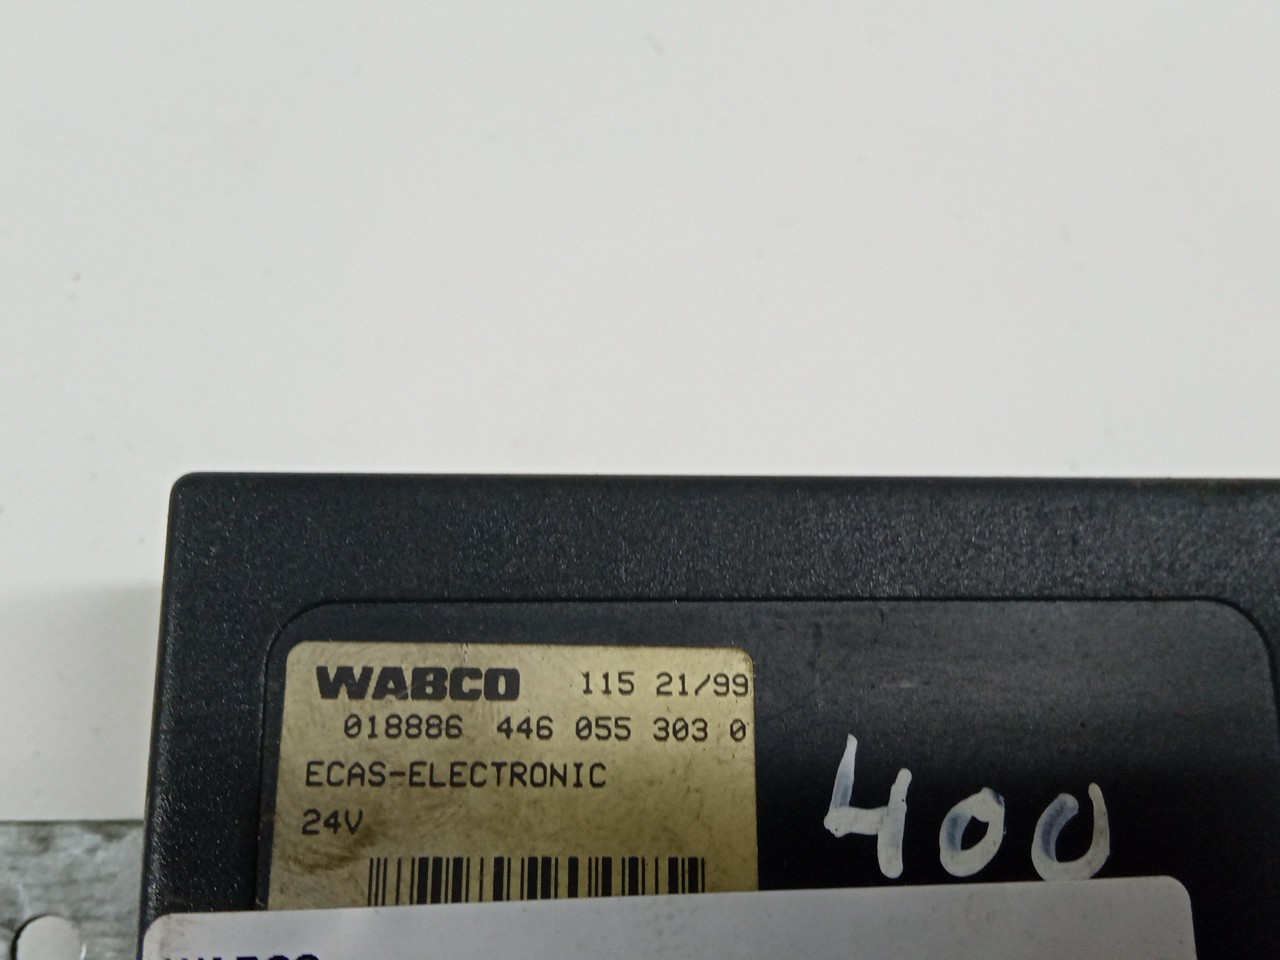 WABCO 115 21/99
018886 446 055 303 0
ECAS-ELECTRONIC
24V
400